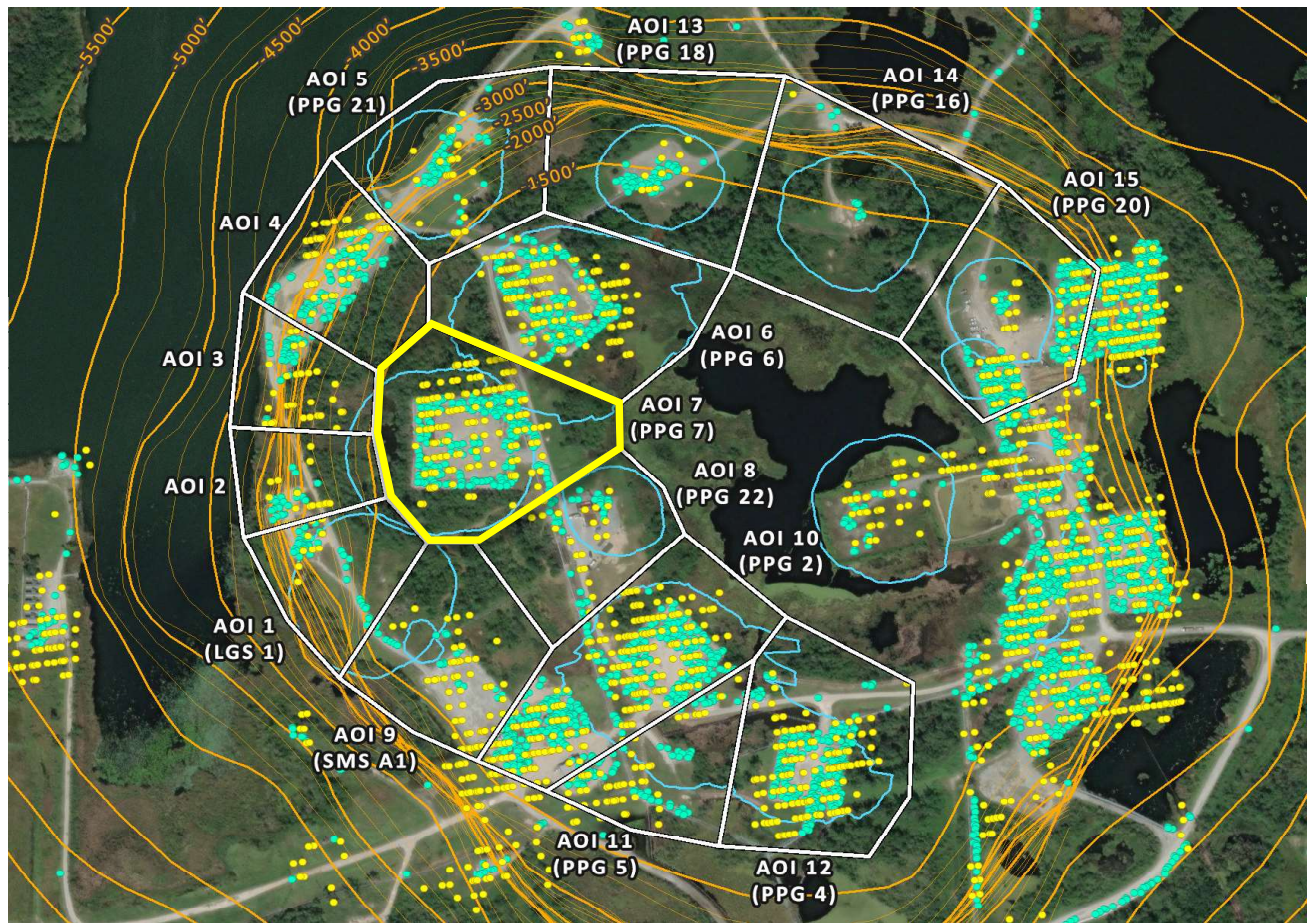 -5500'
-5000'
-4500'
-4000'
-3500'
-3000'
-2500'
-2000'
-1500'
AOI 13
(PPG 18)
AOI 5
(PPG 21)
AOI 14
(PPG 16)
AOI 15
(PPG 20)
AOI 4
AOI 3
AOI 6
(PPG 6)
AOI 7
(PPG 7)
AOI 2
AOI 8
(PPG 22)
AOI 10
(PPG 2)
AOI 1
(LGS 1)
AOI 9
(SMS A1)
AOI 11
(PPG 5)
AOI 12
(PPG 4)